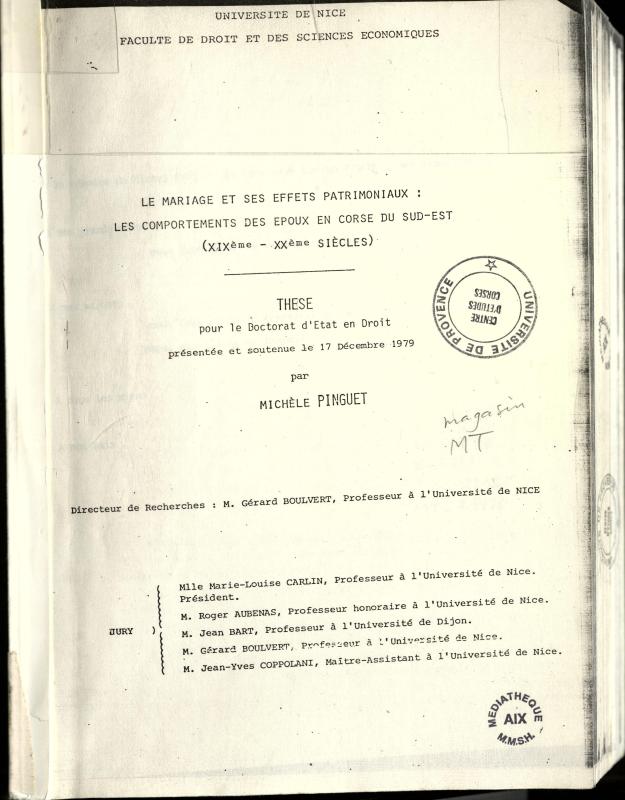 UNIVERSITE DE NICE
FACULTE DE DROIT ET DES SCIENCES ECONOMIQUES
LE MARIAGE ET SES EFFETS PATRIMONIAUX :
LES COMPORTEMENTS DES EPOUX EN CORSE DU SUD-EST
(XIXème - XXème SIÈCLES)
THESE
pour le Doctorat d'Etat en Droit
présentée et soutenue le 17 Décembre 1979
par
MICHÈLE PINGUET
UNIVERSITE DE PROVENCE
CENTRE
D'ETUDES
CORSES
magasin
MT
Directeur de Recherches : M. Gérard BOULVERT, Professeur à l'Université de NICE
JURY
Mlle Marie-Louise CARLIN, Professeur à l'Université de Nice.
Président.
M. Roger AUBENAS, Professeur honoraire à l'Université de Nice.
M. Jean BART, Professeur à l'Université de Dijon.
M. Gérard BOULVERT, Professeur à l'Université de Nice.
M. Jean-Yves COPPOLANI, Maître-Assistant à l'Université de Nice.
MEDIATHEQUE
AIX
M.M.S.H.